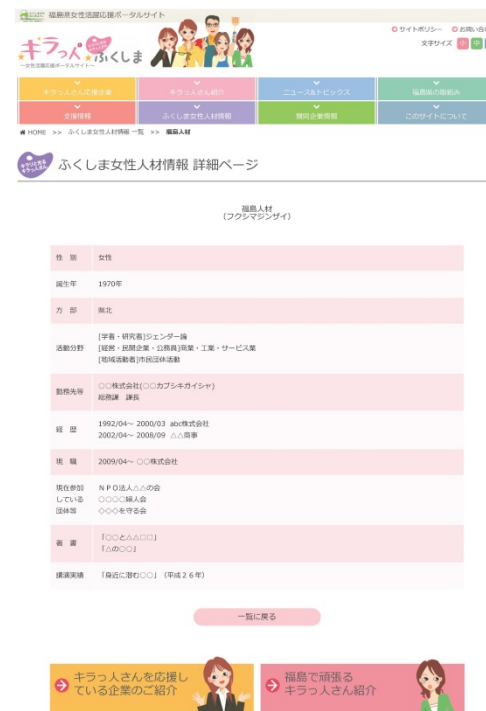 福島県女性活躍応援ポータルサイト
キラっ人さんふくしま
～女性活躍応援ポータルサイト～
サイトポリシー
お問い合
文字サイズ 小 中
キラっ人さん応援企業
キラっ人さん紹介
ニュース&トピックス
福島県の取組み
支援情報
ふくしま女性人材情報
賛同企業情報
このサイトについて
HOME >> ふくしま女性人材情報 一覧 >> 福島人材
ふくしま女性人材情報 詳細ページ
福島人材
(フクシマジンザイ)
性 別 女性
誕生年 1970年
方 部 県北
活動分野 [学者・研究者]ジェンダー論
[経営・民間企業・公務員]商業・工業・サービス業
[地域活動者]市民団体活動
勤務先等 ○○株式会社(○○カブシキガイシャ)
総務課 課長
経 歴 1992/04～ 2000/03 abc株式会社
2002/04～ 2008/09 △△商事
現 職 2009/04～ ○○株式会社
現在参加 ＮＰＯ法人△△の会
している ○○○○婦人会
団体等 ◇◇◇を守る会
著 書 「○○と△△□□」
「△の○○」
講演実績 「身近に潜む○○」(平成２６年)
一覧に戻る
キラっ人さんを応援し
ている企業のご紹介
福島で頑張る
キラっ人さん紹介